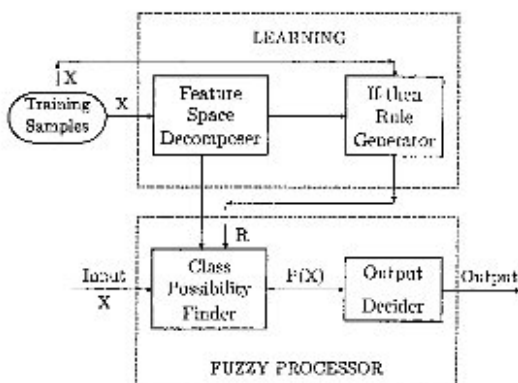 LEARNING
X
Training
Samples
X
Feature
Space
Decomposer
If then
Rule
Generator
R
Input
X
Class
Possibility
Finder
P(X)
Output
Decider
Output
FUZZY PROCESSOR